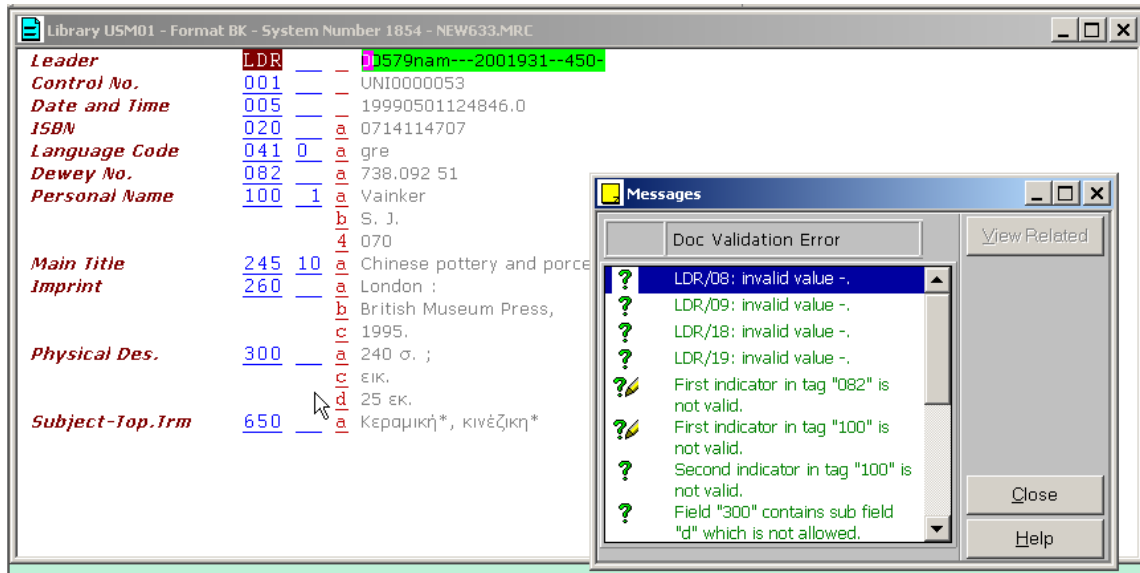 Library USM01 - Format BK - System Number 1854 - NEW633.MRC
Leader LDR 00579nam---2001931--450-
Control No. 001 UNI0000053
Date and Time 005 19990501124846.0
ISBN 020 a 0714114707
Language Code 041 0 a gre
Dewey No. 082 a 738.092 51
Personal Name 100 1 a Vainker
b S. J.
4 070
Main Title 245 10 a Chinese pottery and porce
Imprint 260 a London :
b British Museum Press,
c 1995.
Physical Des. 300 a 240 σ. ;
c εικ.
d 25 εκ.
Subject-Top.Trm 650 a Κεραμική*, κινέζικη*
Messages
Doc Validation Error
View Related
LDR/08: invalid value -.
LDR/09: invalid value -.
LDR/18: invalid value -.
LDR/19: invalid value -.
First indicator in tag "082" is
not valid.
First indicator in tag "100" is
not valid.
Second indicator in tag "100" is
not valid.
Field "300" contains sub field
"d" which is not allowed.
Close
Help